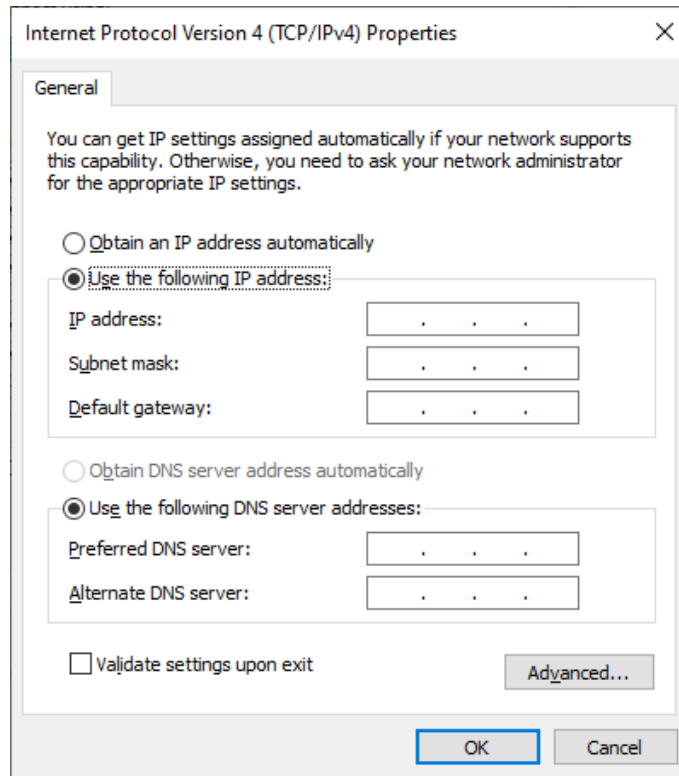 Internet Protocol Version 4 (TCP/IPv4) Properties
General
You can get IP settings assigned automatically if your network supports
this capability. Otherwise, you need to ask your network administrator
for the appropriate IP settings.
Obtain an IP address automatically
Use the following IP address:
IP address:
Subnet mask:
Default gateway:
Obtain DNS server address automatically
Use the following DNS server addresses:
Preferred DNS server:
Alternate DNS server:
Validate settings upon exit
Advanced...
OK Cancel